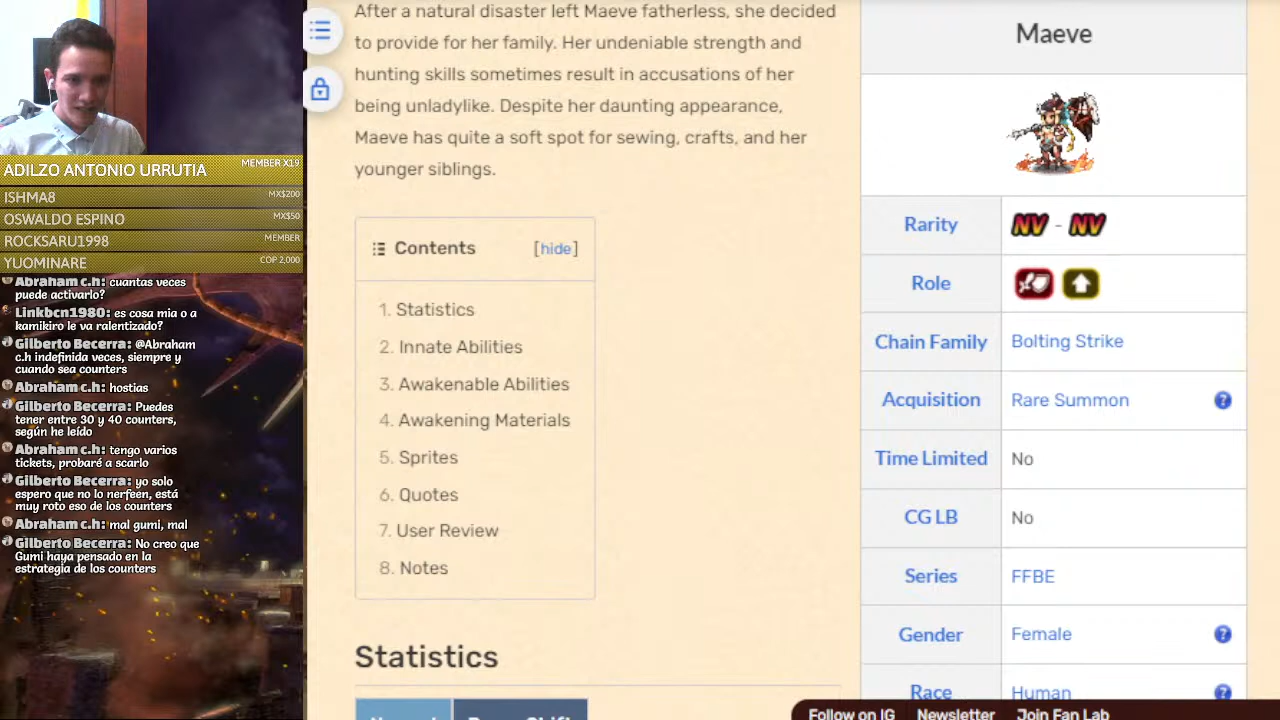 ADILZO ANTONIO URRUTIA MEMBER X19
ISHMA8 MX$200
OSWALDO ESPINO MX$50
ROCKSARU1998 MEMBER
YUOMINARE COP 2,000
Abraham c.h: cuantas veces
puede activarlo?
Linkbcn1980: es cosa mia o a
kamikiro le va ralentizado?
Gilberto Becerra: @Abraham
c.h indefinida veces, siempre y
cuando sea counters
Abraham c.h: hostias
Gilberto Becerra: Puedes
tener entre 30 y 40 counters,
según he leído
Abraham c.h: tengo varios
tickets, probaré a scarlo
Gilberto Becerra: yo solo
espero que no lo nerfeen, está
muy roto eso de los counters
Abraham c.h: mal gumi, mal
Gilberto Becerra: No creo que
Gumi haya pensado en la
estrategia de los counters
After a natural disaster left Maeve fatherless, she decided
to provide for her family. Her undeniable strength and
hunting skills sometimes result in accusations of her
being unladylike. Despite her daunting appearance,
Maeve has quite a soft spot for sewing, crafts, and her
younger siblings.
Contents [hide]
1. Statistics
2. Innate Abilities
3. Awakenable Abilities
4. Awakening Materials
5. Sprites
6. Quotes
7. User Review
8. Notes
Statistics
Maeve
Rarity NV - NV
Role
Chain Family Bolting Strike
Acquisition Rare Summon ?
Time Limited No
CG LB No
Series FFBE
Gender Female ?
Race Human ?
Follow on IG Newsletter Join Fan Lab